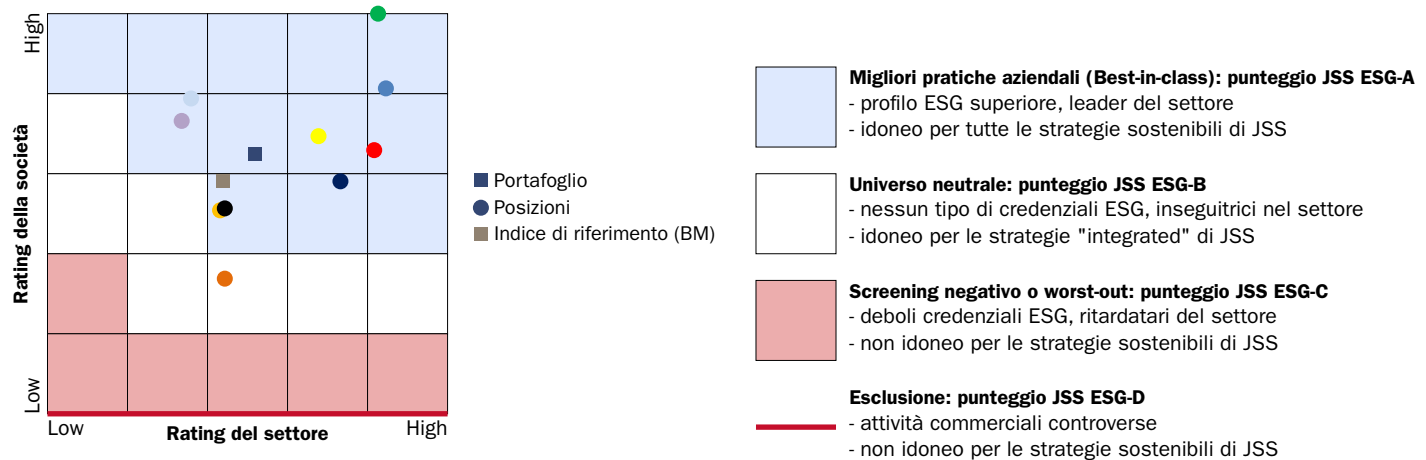 High
Rating della società
Low
Low
Rating del settore
High
Portafoglio
Posizioni
Indice di riferimento (BM)
Migliori pratiche aziendali (Best-in-class): punteggio JSS ESG-A
- profilo ESG superiore, leader del settore
- idoneo per tutte le strategie sostenibili di JSS
Universo neutrale: punteggio JSS ESG-B
- nessun tipo di credenziali ESG, inseguitrici nel settore
- idoneo per le strategie "integrated" di JSS
Screening negativo o worst-out: punteggio JSS ESG-C
- deboli credenziali ESG, ritardatari del settore
- non idoneo per le strategie sostenibili di JSS
Esclusione: punteggio JSS ESG-D
- attività commerciali controverse
- non idoneo per le strategie sostenibili di JSS